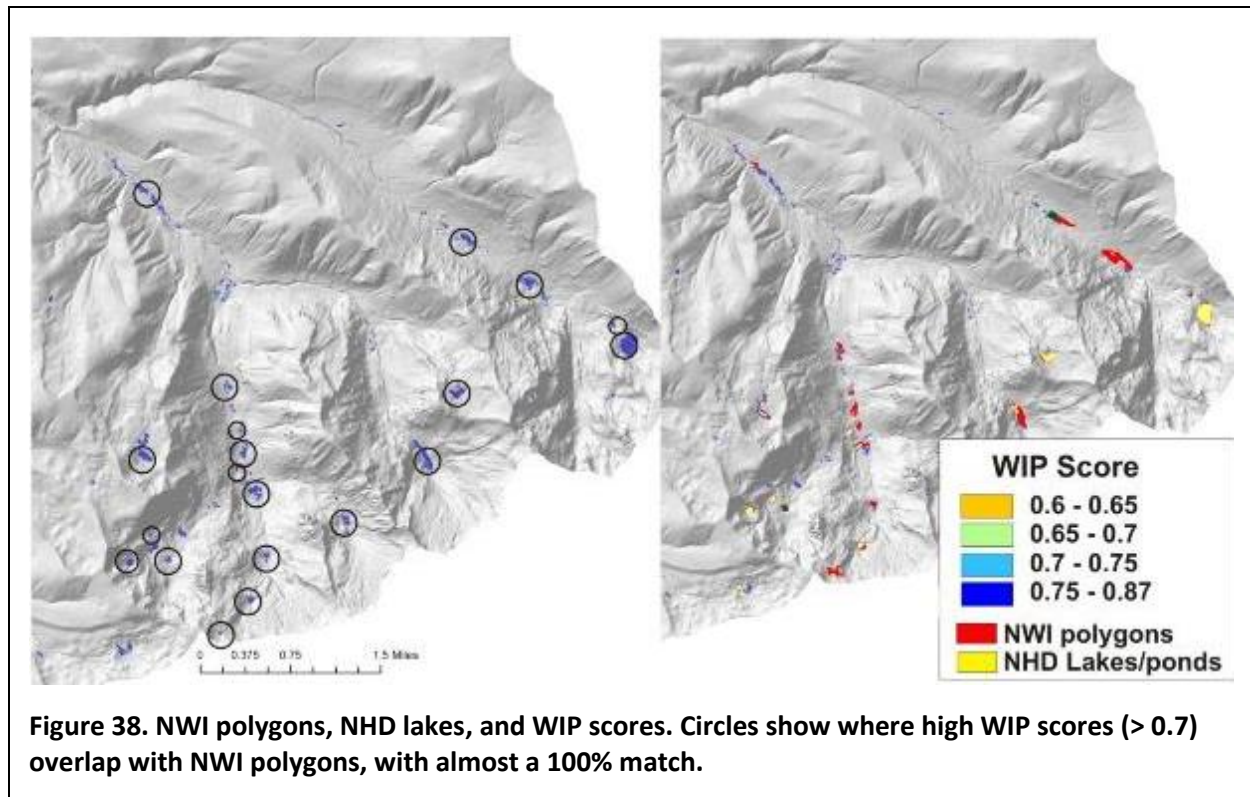 0 0.375 0.75 1.5 Miles
WIP Score
0.6 - 0.65
0.65 - 0.7
0.7 - 0.75
0.75 - 0.87
NWI polygons
NHD Lakes/ponds
Figure 38. NWI polygons, NHD lakes, and WIP scores. Circles show where high WIP scores (> 0.7)
overlap with NWI polygons, with almost a 100% match.